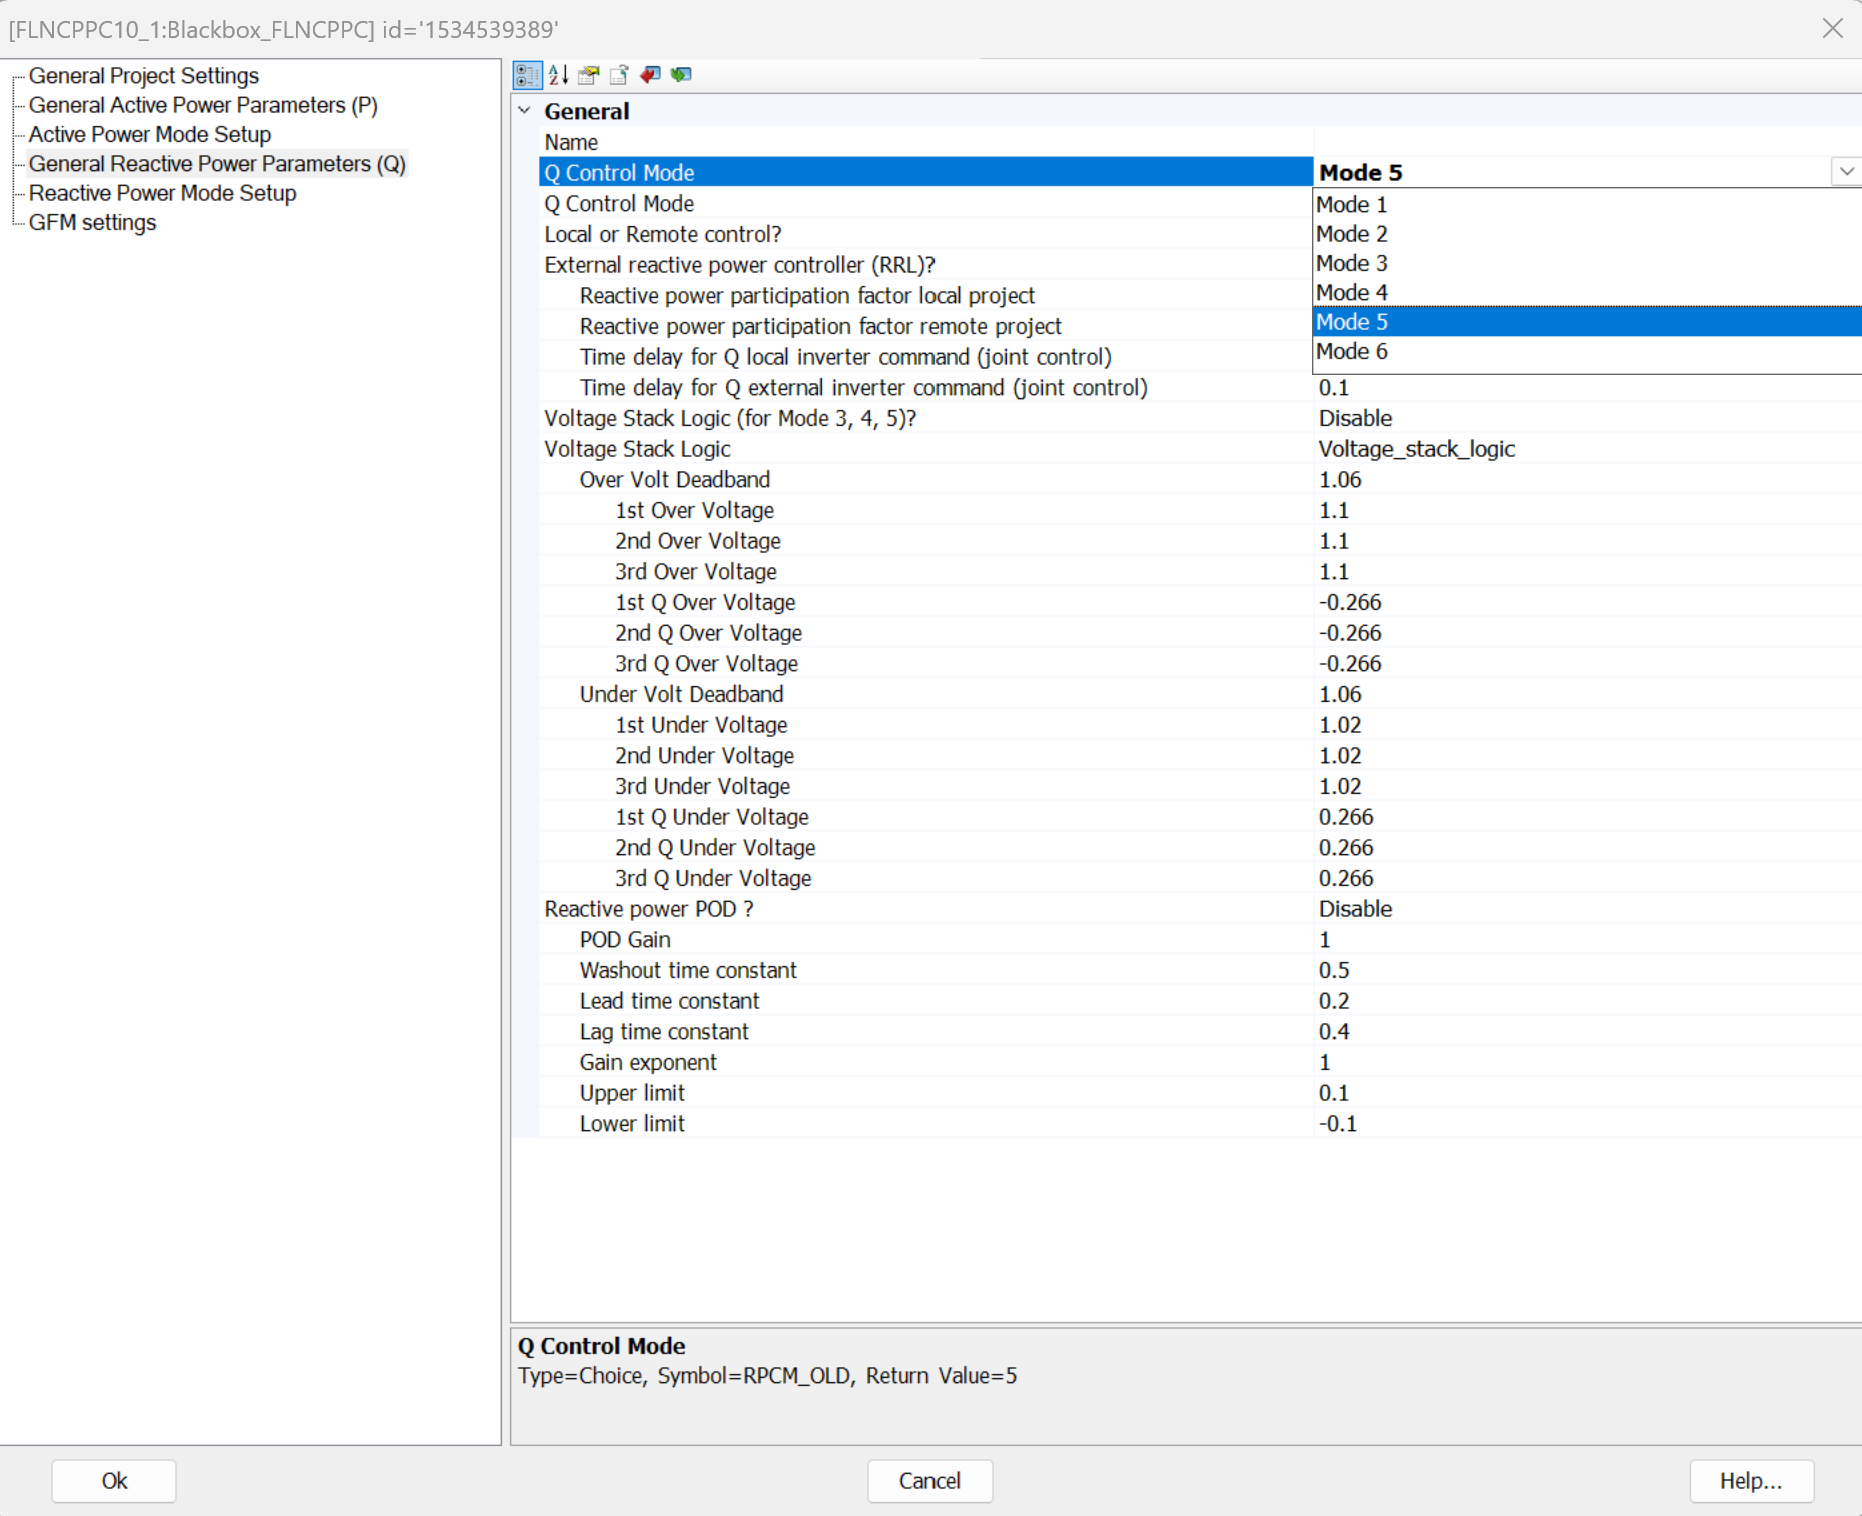 [FLNCPPC10_1:Blackbox_FLNCPPC] id='1534539389'
General Project Settings
General Active Power Parameters (P)
Active Power Mode Setup
General Reactive Power Parameters (Q)
Reactive Power Mode Setup
GFM settings
General
Name
Q Control Mode Mode 5
Q Control Mode
Local or Remote control?
External reactive power controller (RRL)?
Reactive power participation factor local project
Reactive power participation factor remote project
Time delay for Q local inverter command (joint control)
Mode 1
Mode 2
Mode 3
Mode 4
Mode 5
Mode 6
Time delay for Q external inverter command (joint control) 0.1
Voltage Stack Logic (for Mode 3, 4, 5)? Disable
Voltage Stack Logic Voltage_stack_logic
Over Volt Deadband 1.06
1st Over Voltage 1.1
2nd Over Voltage 1.1
3rd Over Voltage 1.1
1st Q Over Voltage -0.266
2nd Q Over Voltage -0.266
3rd Q Over Voltage -0.266
Under Volt Deadband 1.06
1st Under Voltage 1.02
2nd Under Voltage 1.02
3rd Under Voltage 1.02
1st Q Under Voltage 0.266
2nd Q Under Voltage 0.266
3rd Q Under Voltage 0.266
Reactive power POD ? Disable
POD Gain 1
Washout time constant 0.5
Lead time constant 0.2
Lag time constant 0.4
Gain exponent 1
Upper limit 0.1
Lower limit -0.1
Q Control Mode
Type=Choice, Symbol=RPCM_OLD, Return Value=5
Ok
Cancel
Help...